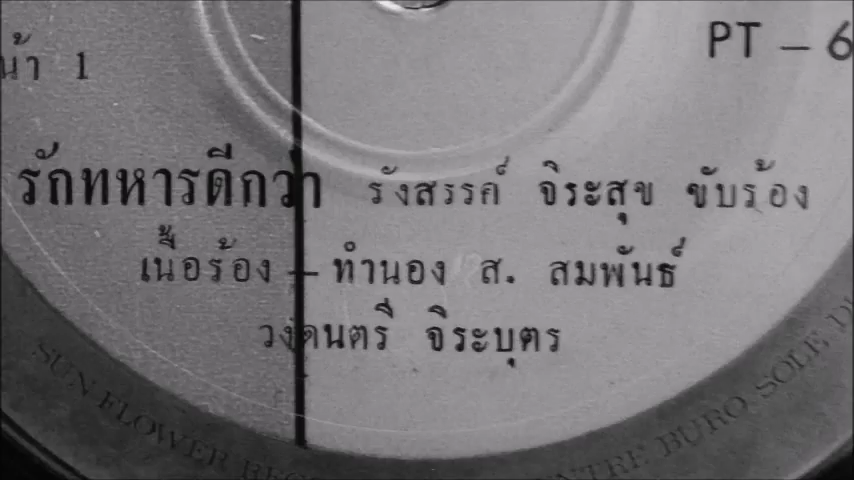 น้า 1
PT – 6
รักทหารดีกว่า รังสรรค์ จิระสุข ขับร้อง
เนื้อร้อง – ทำนอง ส. สมพันธ์
วงดนตรี จิระบุตร
SUN FLOWER REC NTRE BURO SOLE DI